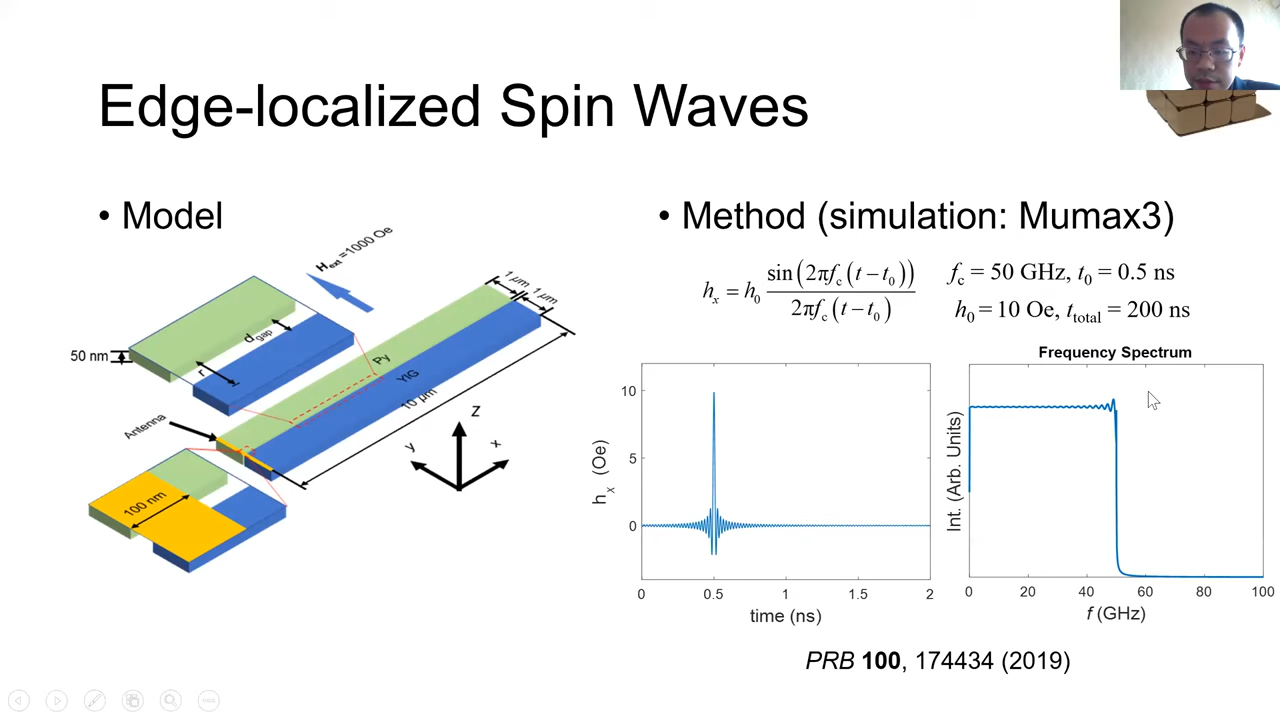 Edge-localized Spin Waves
• Model
H_ext=1000 Oe
1 μm
1 μm
50 nm
d_gap
r
Py
YIG
10 μm
Antenna
100 nm
z
y
x
• Method (simulation: Mumax3)
h_x = h_0 sin(2πf_c(t−t_0)) / 2πf_c(t−t_0)
f_c = 50 GHz, t_0 = 0.5 ns
h_0 = 10 Oe, t_total = 200 ns
h_x (Oe)
10
5
0
0 0.5 1 1.5 2
time (ns)
Frequency Spectrum
Int. (Arb. Units)
0 20 40 60 80 100
f (GHz)
PRB 100, 174434 (2019)